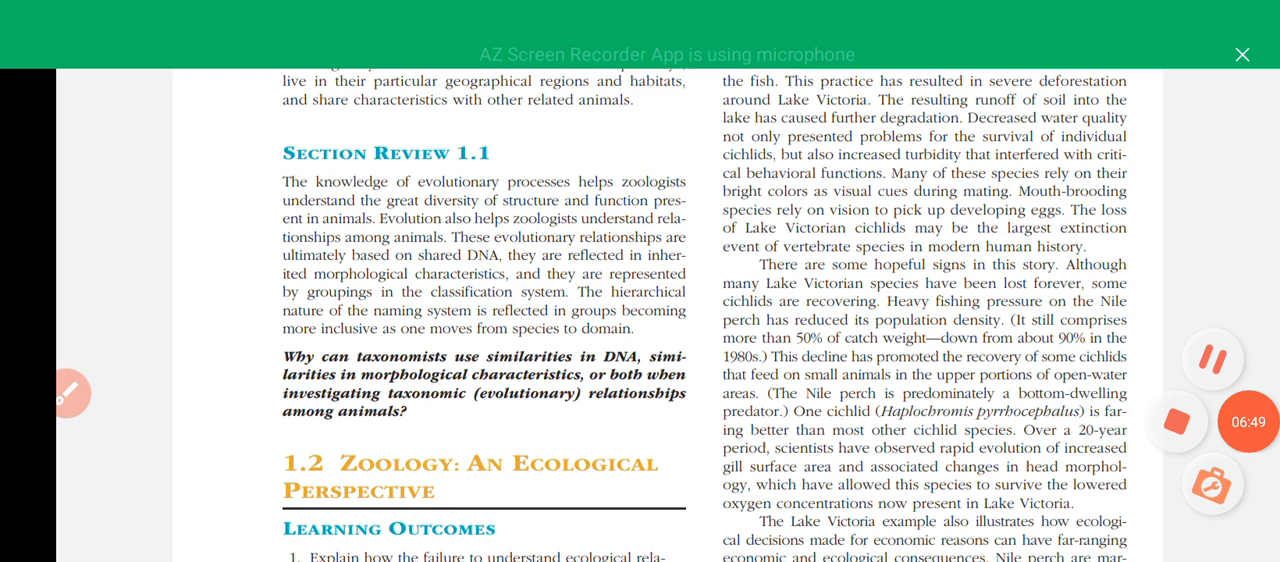 AZ Screen Recorder App is using microphone
live in their particular geographical regions and habitats,
and share characteristics with other related animals.
SECTION REVIEW 1.1
The knowledge of evolutionary processes helps zoologists
understand the great diversity of structure and function pres-
ent in animals. Evolution also helps zoologists understand rela-
tionships among animals. These evolutionary relationships are
ultimately based on shared DNA, they are reflected in inher-
ited morphological characteristics, and they are represented
by groupings in the classification system. The hierarchical
nature of the naming system is reflected in groups becoming
more inclusive as one moves from species to domain.
Why can taxonomists use similarities in DNA, simi-
larities in morphological characteristics, or both when
investigating taxonomic (evolutionary) relationships
among animals?
1.2 ZOOLOGY: AN ECOLOGICAL
PERSPECTIVE
LEARNING OUTCOMES
1. Explain how the failure to understand ecological rela-
the fish. This practice has resulted in severe deforestation
around Lake Victoria. The resulting runoff of soil into the
lake has caused further degradation. Decreased water quality
not only presented problems for the survival of individual
cichlids, but also increased turbidity that interfered with criti-
cal behavioral functions. Many of these species rely on their
bright colors as visual cues during mating. Mouth-brooding
species rely on vision to pick up developing eggs. The loss
of Lake Victorian cichlids may be the largest extinction
event of vertebrate species in modern human history.
There are some hopeful signs in this story. Although
many Lake Victorian species have been lost forever, some
cichlids are recovering. Heavy fishing pressure on the Nile
perch has reduced its population density. (It still comprises
more than 50% of catch weight—down from about 90% in the
1980s.) This decline has promoted the recovery of some cichlids
that feed on small animals in the upper portions of open-water
areas. (The Nile perch is predominately a bottom-dwelling
predator.) One cichlid (Haplochromis pyrrhocephalus) is far-
ing better than most other cichlid species. Over a 20-year
period, scientists have observed rapid evolution of increased
gill surface area and associated changes in head morphol-
ogy, which have allowed this species to survive the lowered
oxygen concentrations now present in Lake Victoria.
The Lake Victoria example also illustrates how ecologi-
cal decisions made for economic reasons can have far-ranging
economic and ecological consequences. Nile perch are mar-
06:49